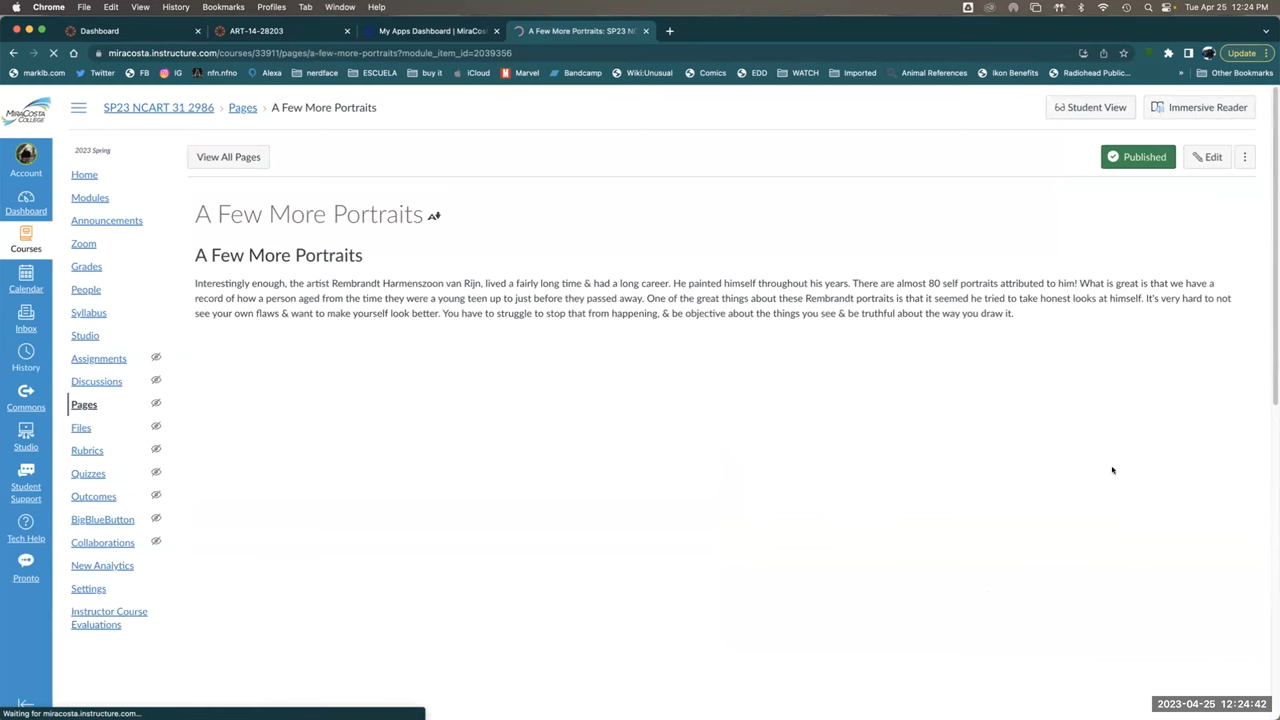 Chrome File Edit View History Bookmarks Profiles Tab Window Help
Tue Apr 25 12:24 PM
Dashboard
ART-14-28203
My Apps Dashboard | MiraCos
A Few More Portraits: SP23 N
miracosta.instructure.com/courses/33911/pages/a-few-more-portraits?module_item_id=2039356
Update
marklb.com Twitter FB IG nfn.nfno Alexa nerdface ESCUELA buy it iCloud Marvel Bandcamp Wiki:Unusual Comics EDD WATCH Imported Animal References Ikon Benefits Radiohead Public... » Other Bookmarks
MIRACOSTA COLLEGE
SP23 NCART 31 2986 > Pages > A Few More Portraits
Student View
Immersive Reader
Account
Dashboard
Courses
Calendar
Inbox
History
Commons
Studio
Student Support
Tech Help
Pronto
2023 Spring
Home
Modules
Announcements
Zoom
Grades
People
Syllabus
Studio
Assignments
Discussions
Pages
Files
Rubrics
Quizzes
Outcomes
BigBlueButton
Collaborations
New Analytics
Settings
Instructor Course
Evaluations
View All Pages
Published
Edit
A Few More Portraits
A Few More Portraits
Interestingly enough, the artist Rembrandt Harmenszoon van Rijn, lived a fairly long time & had a long career. He painted himself throughout his years. There are almost 80 self portraits attributed to him! What is great is that we have a
record of how a person aged from the time they were a young teen up to just before they passed away. One of the great things about these Rembrandt portraits is that it seemed he tried to take honest looks at himself. It's very hard to not
see your own flaws & want to make yourself look better. You have to struggle to stop that from happening, & be objective about the things you see & be truthful about the way you draw it.
Waiting for miracosta.instructure.com...
2023-04-25 12:24:42